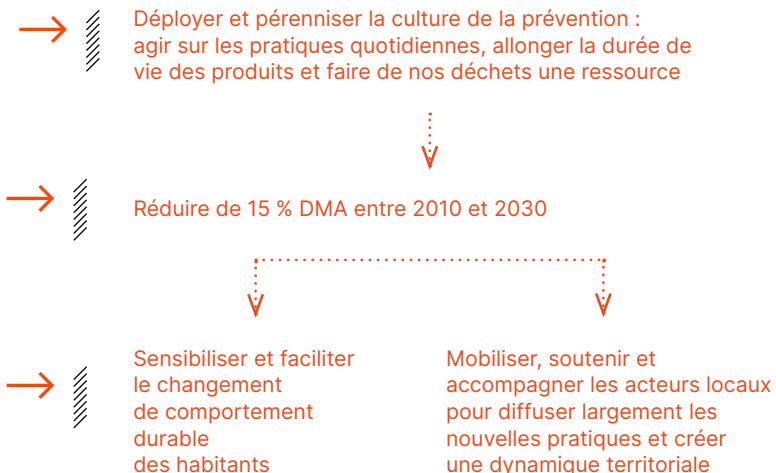 Déployer et pérenniser la culture de la prévention :
agir sur les pratiques quotidiennes, allonger la durée de
vie des produits et faire de nos déchets une ressource
Réduire de 15 % DMA entre 2010 et 2030
Sensibiliser et faciliter
le changement
de comportement
durable
des habitants
Mobiliser, soutenir et
accompagner les acteurs locaux
pour diffuser largement les
nouvelles pratiques et créer
une dynamique territoriale